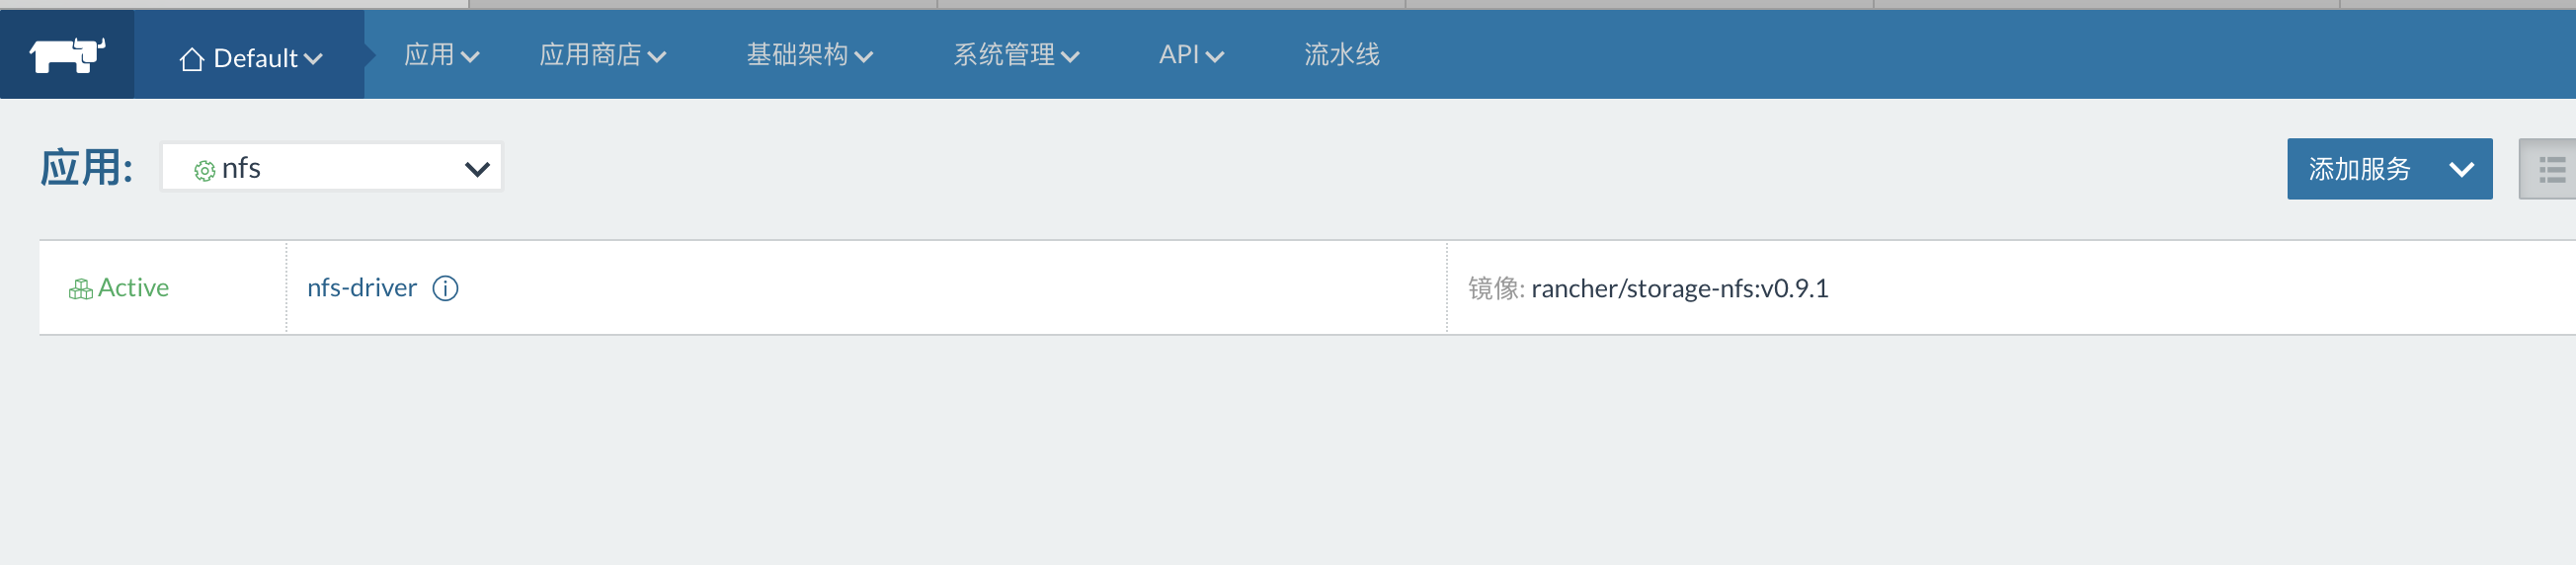 Default 应用 应用商店 基础架构 系统管理 API 流水线
应用: nfs 添加服务
Active nfs-driver 镜像: rancher/storage-nfs:v0.9.1